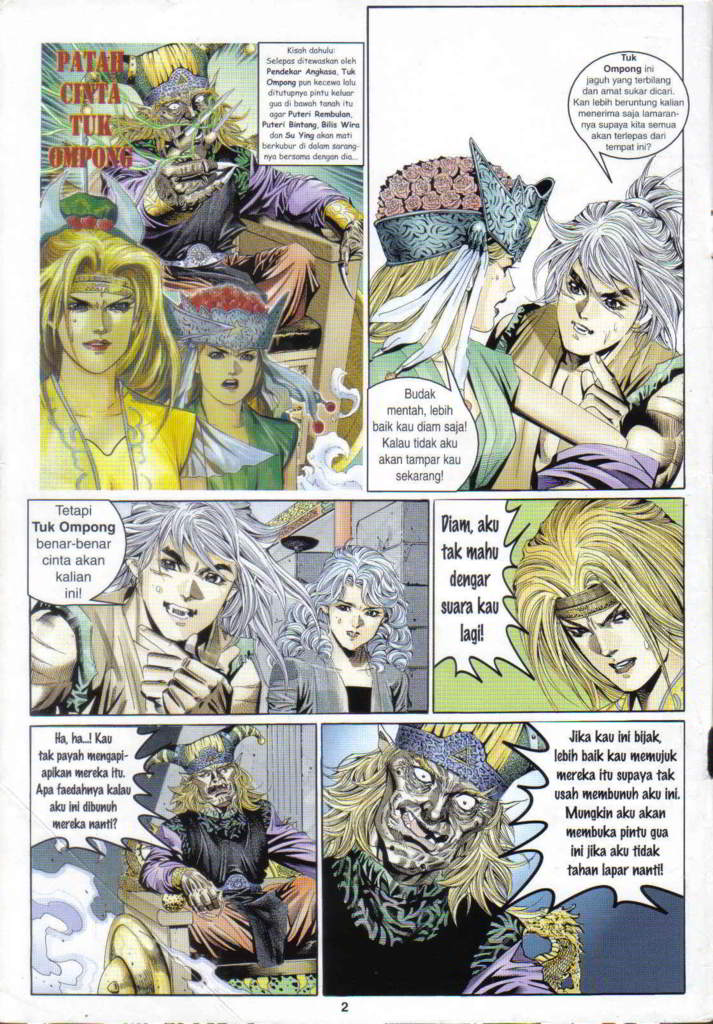 PATAH
CINTA
TUK
OMPONG
Kisah dahulu:
Selepas ditewaskan oleh
Pendekar Angkasa, Tuk
Ompong pun kecewa lalu
ditutupnya pintu keluar
gua di bawah tanah itu
agar Puteri Rembulan,
Puteri Bintang, Bilis Wira
dan Su Ying akan mati
berkubur di dalam sarang-
nya bersama dengan dia...
Tuk
Ompong ini
jaguh yang terbilang
dan amat sukar dicari.
Kan lebih beruntung kalian
menerima saja lamaran-
nya supaya kita semua
akan terlepas dari
tempat ini?
Budak
mentah, lebih
baik kau diam saja!
Kalau tidak aku
akan tampar kau
sekarang!
Tetapi
Tuk Ompong
benar-benar
cinta akan
kalian
ini!
Diam, aku
tak mahu
dengar
suara kau
lagi!
Ha, ha...! Kau
tak payah mengapi-
apikan mereka itu.
Apa faedahnya kalau
aku ini dibunuh
mereka nanti?
Jika kau ini bijak,
lebih baik kau memujuk
mereka itu supaya tak
usah membunuh aku ini.
Mungkin aku akan
membuka pintu gua
ini jika aku tidak
tahan lapar nanti!
2